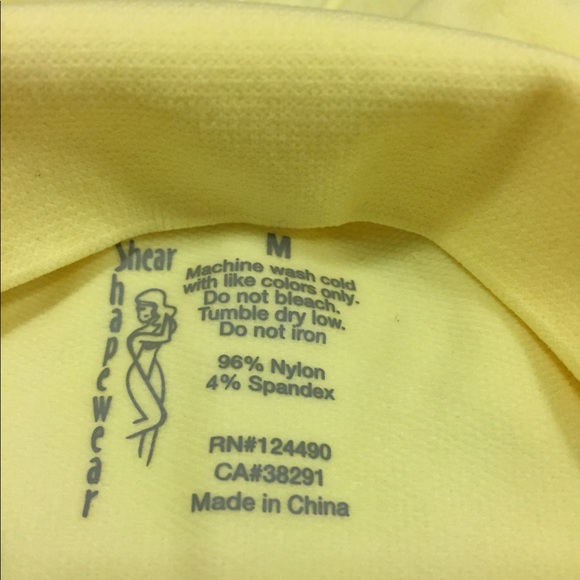 Shear
Shapewear
M
Machine wash cold
with like colors only.
Do not bleach.
Tumble dry low.
Do not iron
96% Nylon
4% Spandex
RN#124490
CA#38291
Made in China